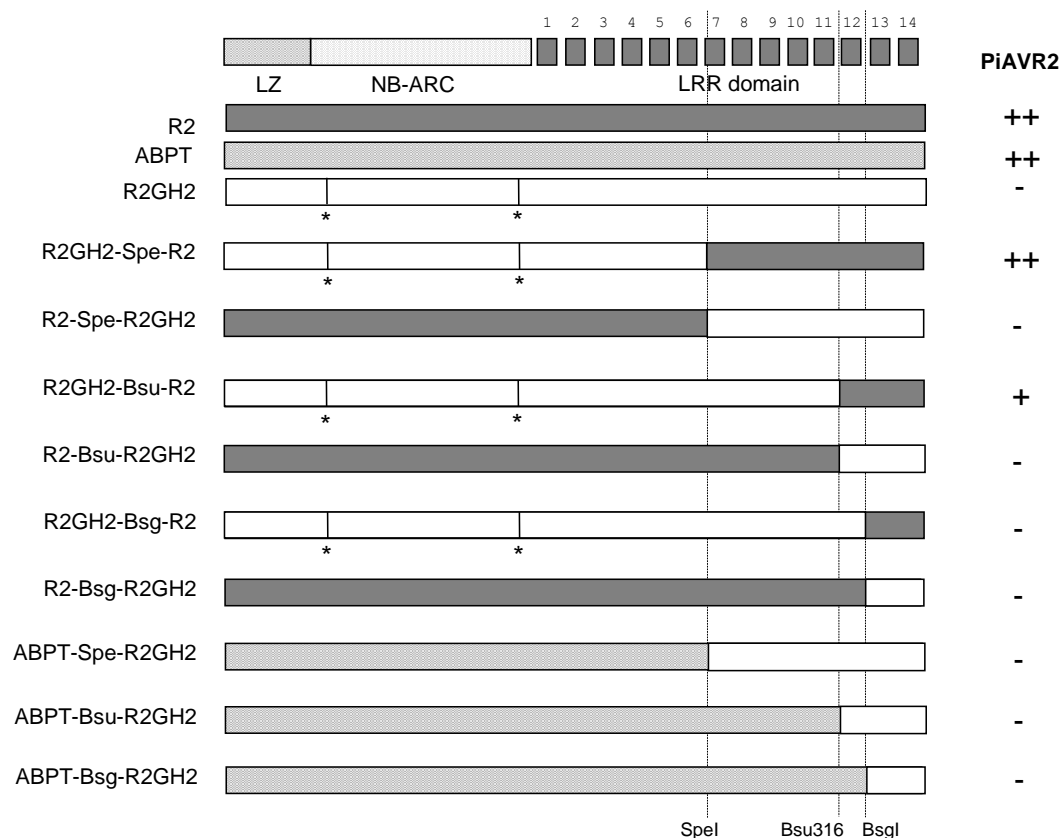 1 2 3 4 5 6 7 8 9 10 11 12 13 14
PiAVR2
LZ NB-ARC LRR domain
R2 ++
ABPT ++
R2GH2 -
* *
R2GH2-Spe-R2 ++
* *
R2-Spe-R2GH2 -
R2GH2-Bsu-R2 +
* *
R2-Bsu-R2GH2 -
R2GH2-Bsg-R2 -
* *
R2-Bsg-R2GH2 -
ABPT-Spe-R2GH2 -
ABPT-Bsu-R2GH2 -
ABPT-Bsg-R2GH2 -
SpeI Bsu316 BsgI